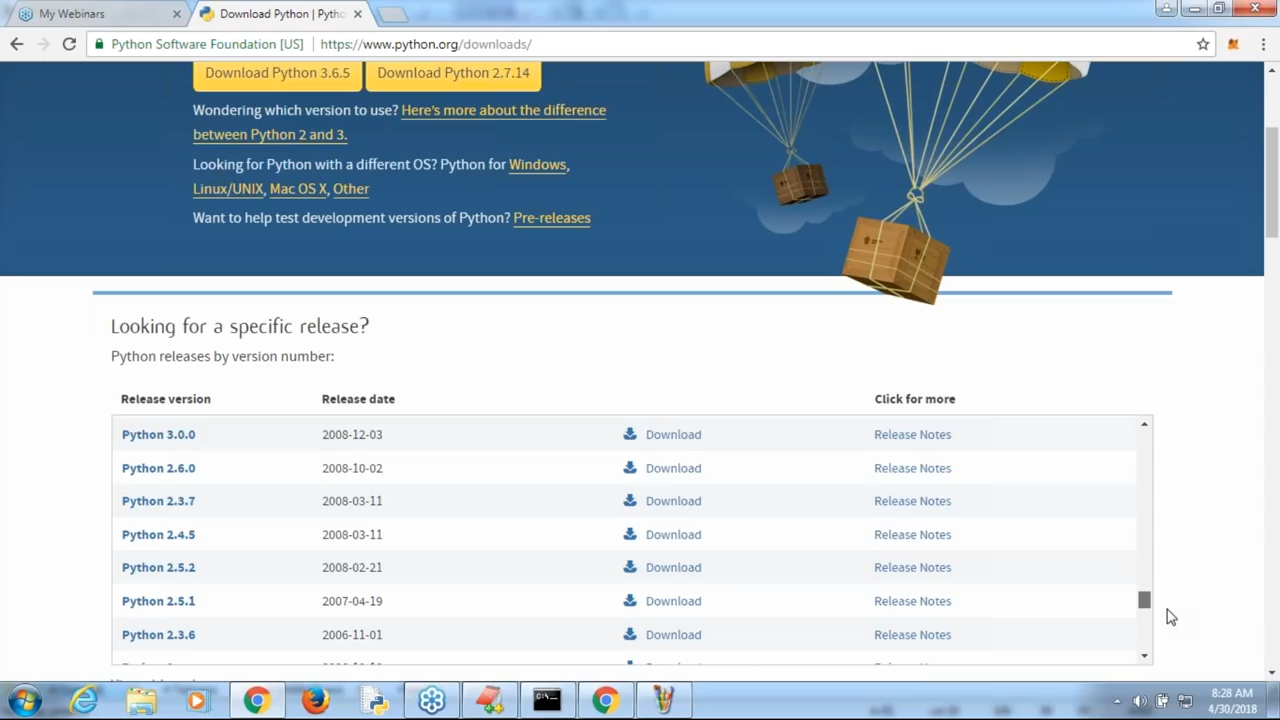 My Webinars
Download Python | Pytho
Python Software Foundation [US] https://www.python.org/downloads/
Download Python 3.6.5 Download Python 2.7.14
Wondering which version to use? Here's more about the difference
between Python 2 and 3.
Looking for Python with a different OS? Python for Windows,
Linux/UNIX, Mac OS X, Other
Want to help test development versions of Python? Pre-releases
Looking for a specific release?
Python releases by version number:
Release version Release date Click for more
Python 3.0.0 2008-12-03 Download Release Notes
Python 2.6.0 2008-10-02 Download Release Notes
Python 2.3.7 2008-03-11 Download Release Notes
Python 2.4.5 2008-03-11 Download Release Notes
Python 2.5.2 2008-02-21 Download Release Notes
Python 2.5.1 2007-04-19 Download Release Notes
Python 2.3.6 2006-11-01 Download Release Notes
8:28 AM
4/30/2018